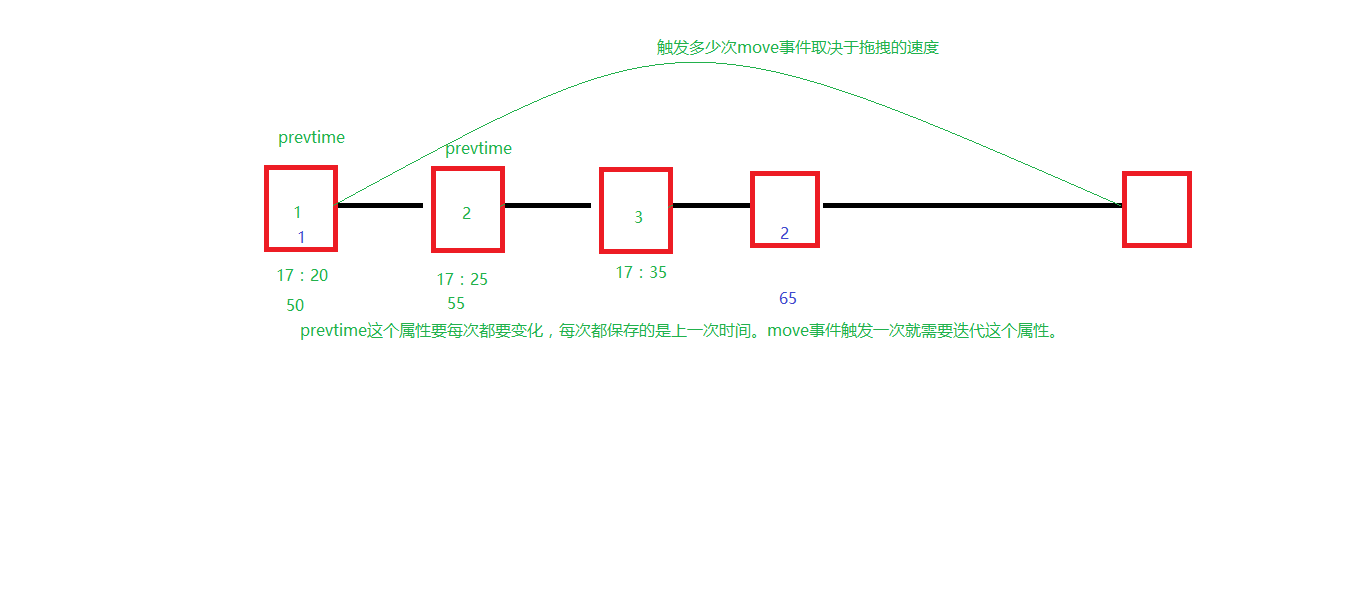 触发多少次move事件取决于拖拽的速度
prevtime
prevtime
1
2
3
1
2
17：20
17：25
17：35
50
55
65
prevtime这个属性要每次都要变化，每次都保存的是上一次时间。move事件触发一次就需要迭代这个属性。